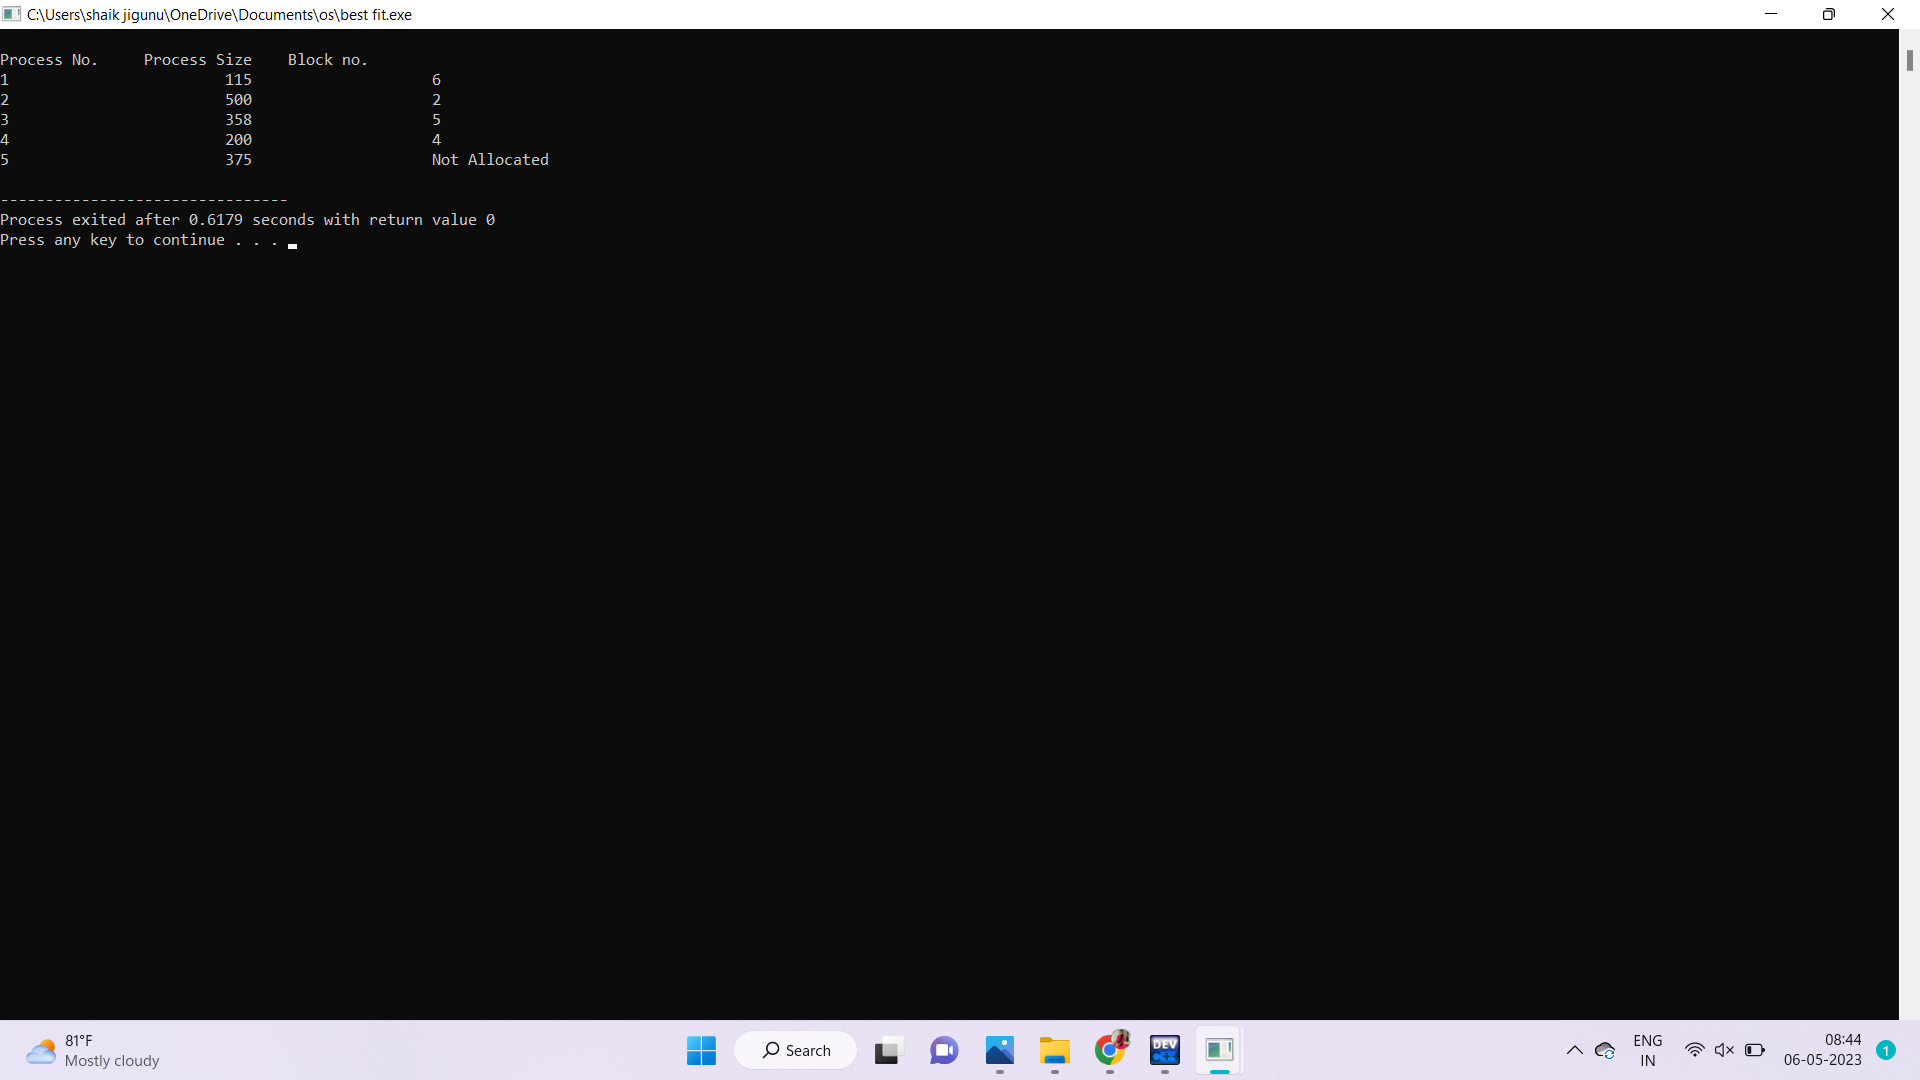 C:\Users\shaik jigunu\OneDrive\Documents\os\best fit.exe
Process No.     Process Size    Block no.
1                        115                    6
2                        500                    2
3                        358                    5
4                        200                    4
5                        375                    Not Allocated
--------------------------------
Process exited after 0.6179 seconds with return value 0
Press any key to continue . . .
81°F
Mostly cloudy
Search
DEV
C++
ENG
IN
08:44
06-05-2023
1